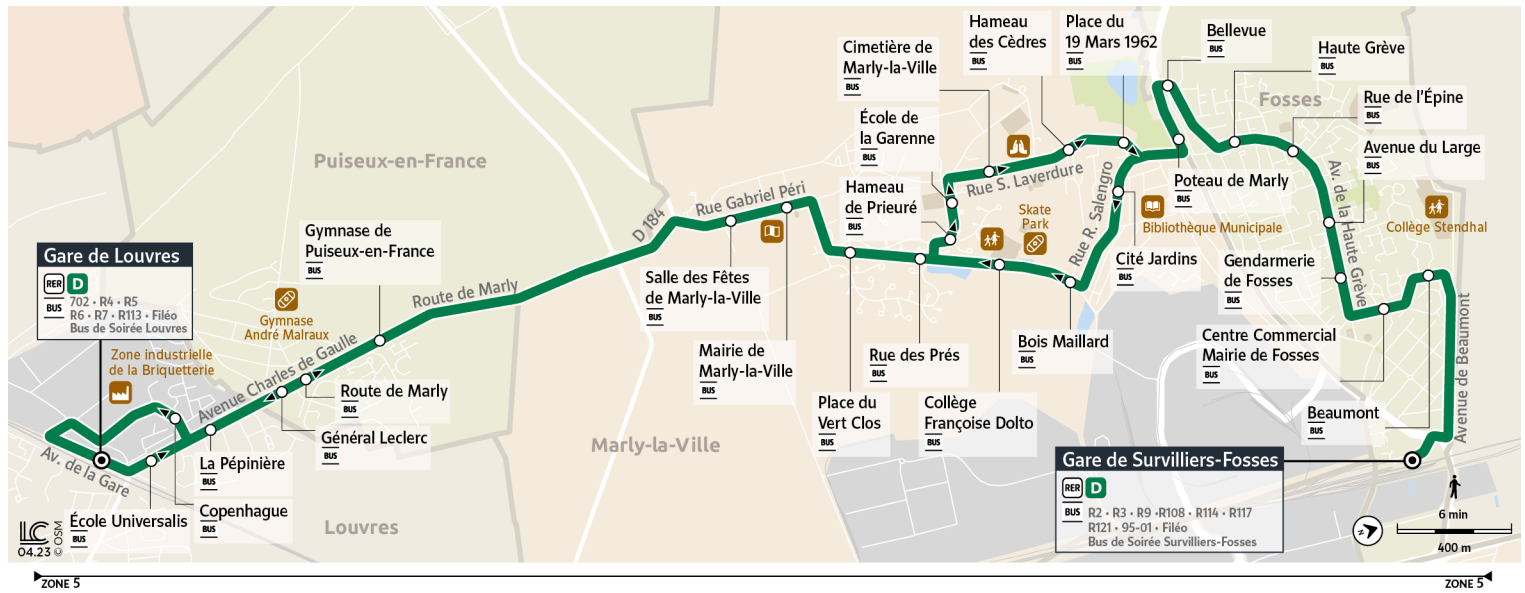 Gare de Louvres
RER D
BUS
702 • R4 • R5
R6 • R7 • R113 • Filéo
Bus de Soirée Louvres
Zone industrielle
de la Briquetterie
Av. de la Gare
École Universalis
BUS
Copenhague
BUS
La Pépinière
BUS
Général Leclerc
BUS
Route de Marly
BUS
Avenue Charles de Gaulle
Gymnase
André Malraux
Gymnase de
Puiseux-en-France
BUS
Puiseux-en-France
Louvres
Route de Marly
D 184
Rue Gabriel Péri
Salle des Fêtes
de Marly-la-Ville
BUS
Mairie de
Marly-la-Ville
BUS
Marly-la-Ville
Place du
Vert Clos
BUS
Rue des Prés
BUS
Collège
Françoise Dolto
BUS
Bois Maillard
BUS
Hameau
de Prieuré
BUS
École de
la Garenne
BUS
Cimetière de
Marly-la-Ville
BUS
Hameau
des Cèdres
BUS
Place du
19 Mars 1962
BUS
Rue S. Laverdure
Rue R. Salengro
Skate
Park
Bibliothèque Municipale
Cité Jardins
BUS
Poteau de Marly
BUS
Bellevue
BUS
Fosses
Haute Grève
BUS
Rue de l'Épine
BUS
Avenue du Large
BUS
Av. de la Haute Grève
Collège Stendhal
Gendarmerie
de Fosses
BUS
Centre Commercial
Mairie de Fosses
BUS
Beaumont
BUS
Avenue de Beaumont
Gare de Survilliers-Fosses
RER D
BUS
R2 • R3 • R9 • R108 • R114 • R117
R121 • 95-01 • Filéo
Bus de Soirée Survilliers-Fosses
N
6 min
400 m
LC
04.23 © OSM
ZONE 5
ZONE 5